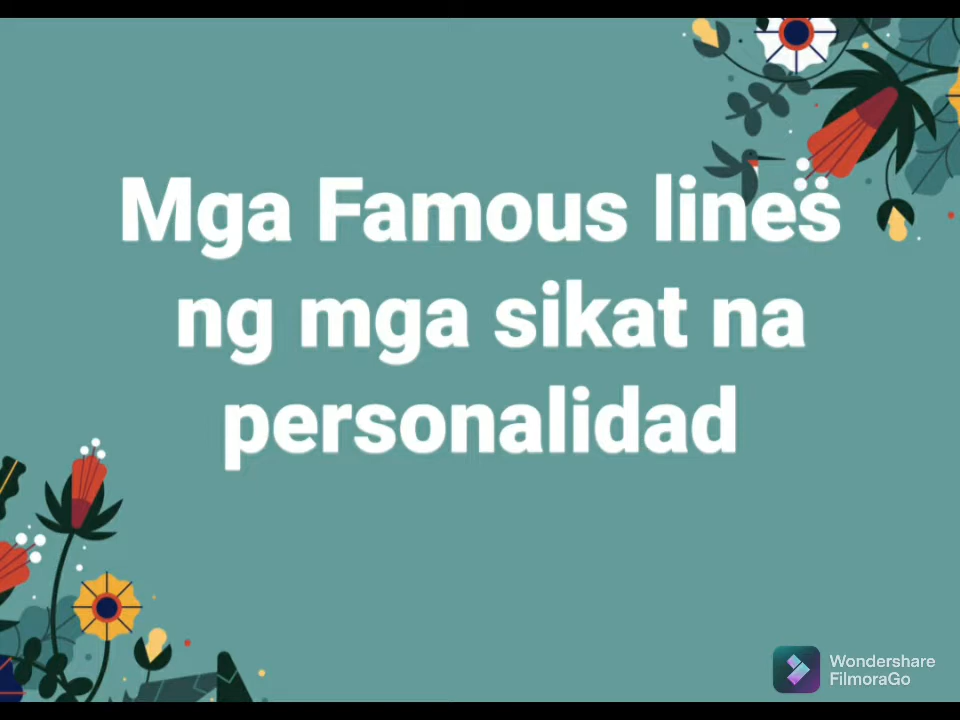 Mga Famous lines
ng mga sikat na
personalidad
Wondershare
FilmoraGo